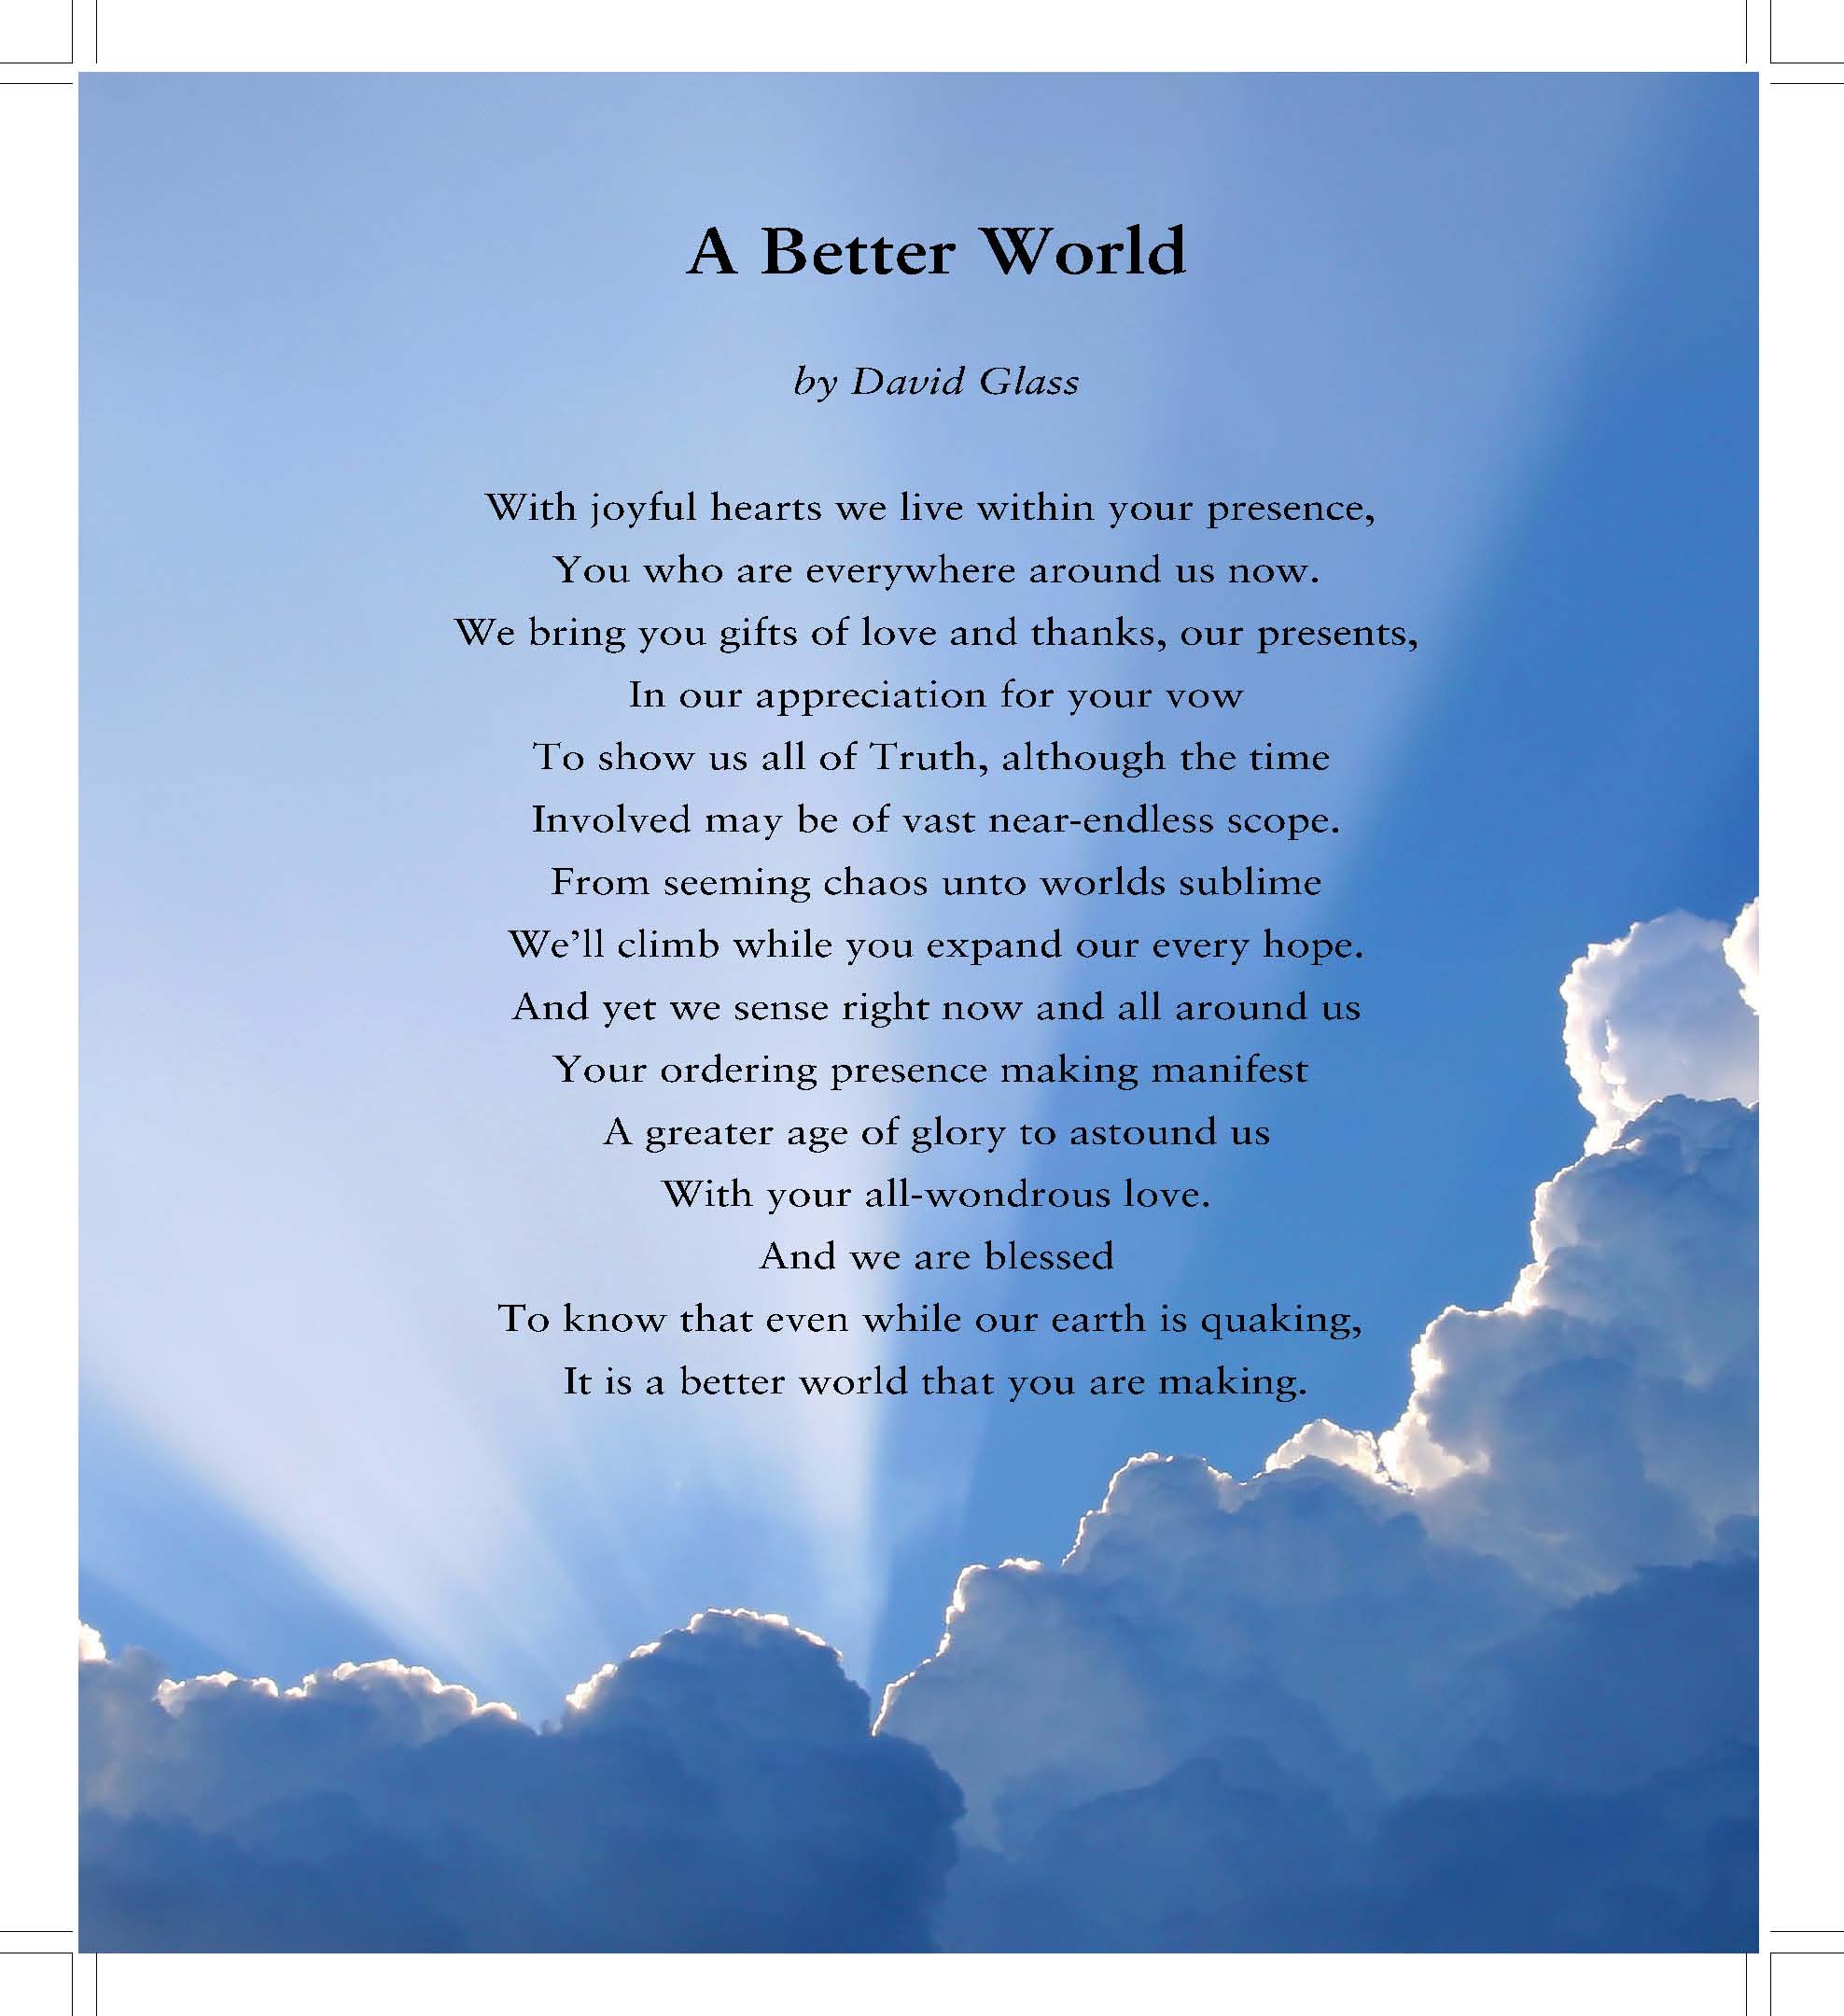 A Better World
by David Glass
With joyful hearts we live within your presence,
You who are everywhere around us now.
We bring you gifts of love and thanks, our presents,
In our appreciation for your vow
To show us all of Truth, although the time
Involved may be of vast near-endless scope.
From seeming chaos unto worlds sublime
We’ll climb while you expand our every hope.
And yet we sense right now and all around us
Your ordering presence making manifest
A greater age of glory to astound us
With your all-wondrous love.
And we are blessed
To know that even while our earth is quaking,
It is a better world that you are making.